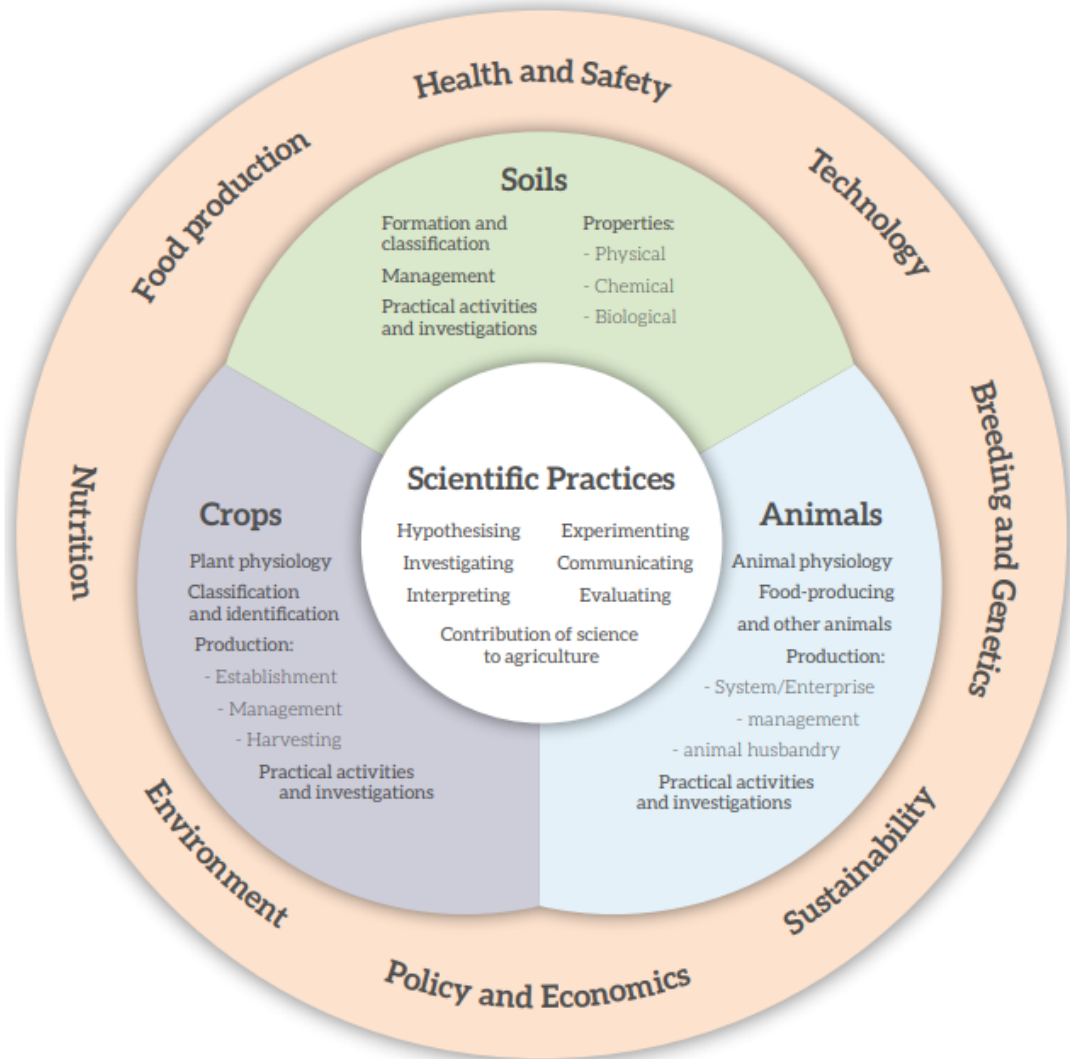 Health and Safety
Technology
Breeding and Genetics
Sustainability
Policy and Economics
Environment
Nutrition
Food production
Soils
Formation and
classification
Management
Practical activities
and investigations
Properties:
- Physical
- Chemical
- Biological
Scientific Practices
Hypothesising
Experimenting
Investigating
Communicating
Interpreting
Evaluating
Contribution of science
to agriculture
Crops
Plant physiology
Classification
and identification
Production:
- Establishment
- Management
- Harvesting
Practical activities
and investigations
Animals
Animal physiology
Food-producing
and other animals
Production:
- System/Enterprise
- management
- animal husbandry
Practical activities
and investigations